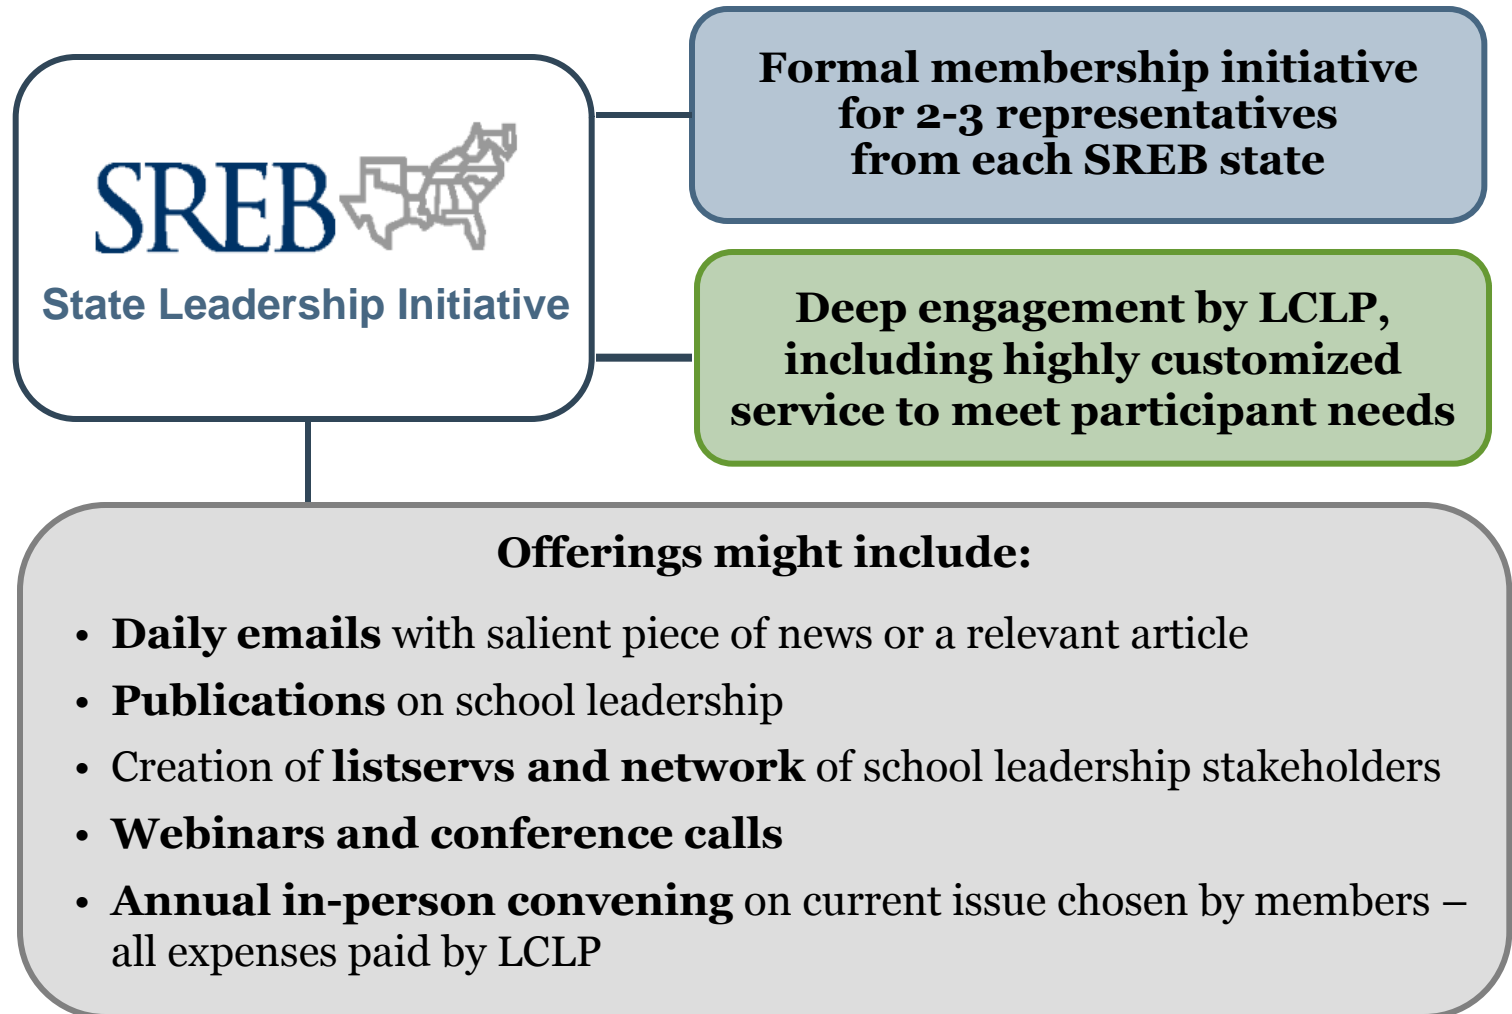 SREB
State Leadership Initiative
Formal membership initiative
for 2-3 representatives
from each SREB state
Deep engagement by LCLP,
including highly customized
service to meet participant needs
Offerings might include:
• Daily emails with salient piece of news or a relevant article
• Publications on school leadership
• Creation of listservs and network of school leadership stakeholders
• Webinars and conference calls
• Annual in-person convening on current issue chosen by members –
all expenses paid by LCLP